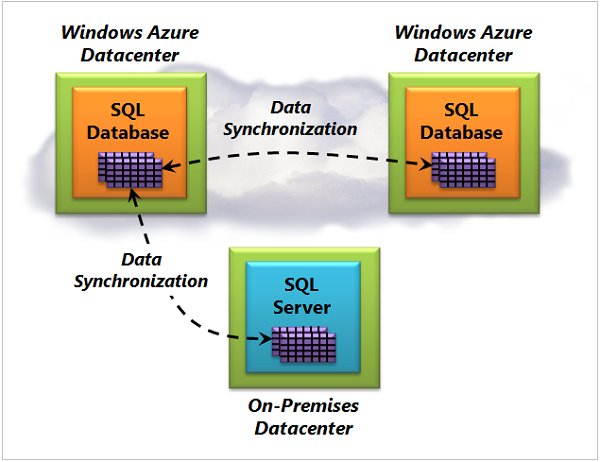 Windows Azure
Datacenter
Windows Azure
Datacenter
SQL
Database
Data
Synchronization
SQL
Database
Data
Synchronization
SQL
Server
On-Premises
Datacenter